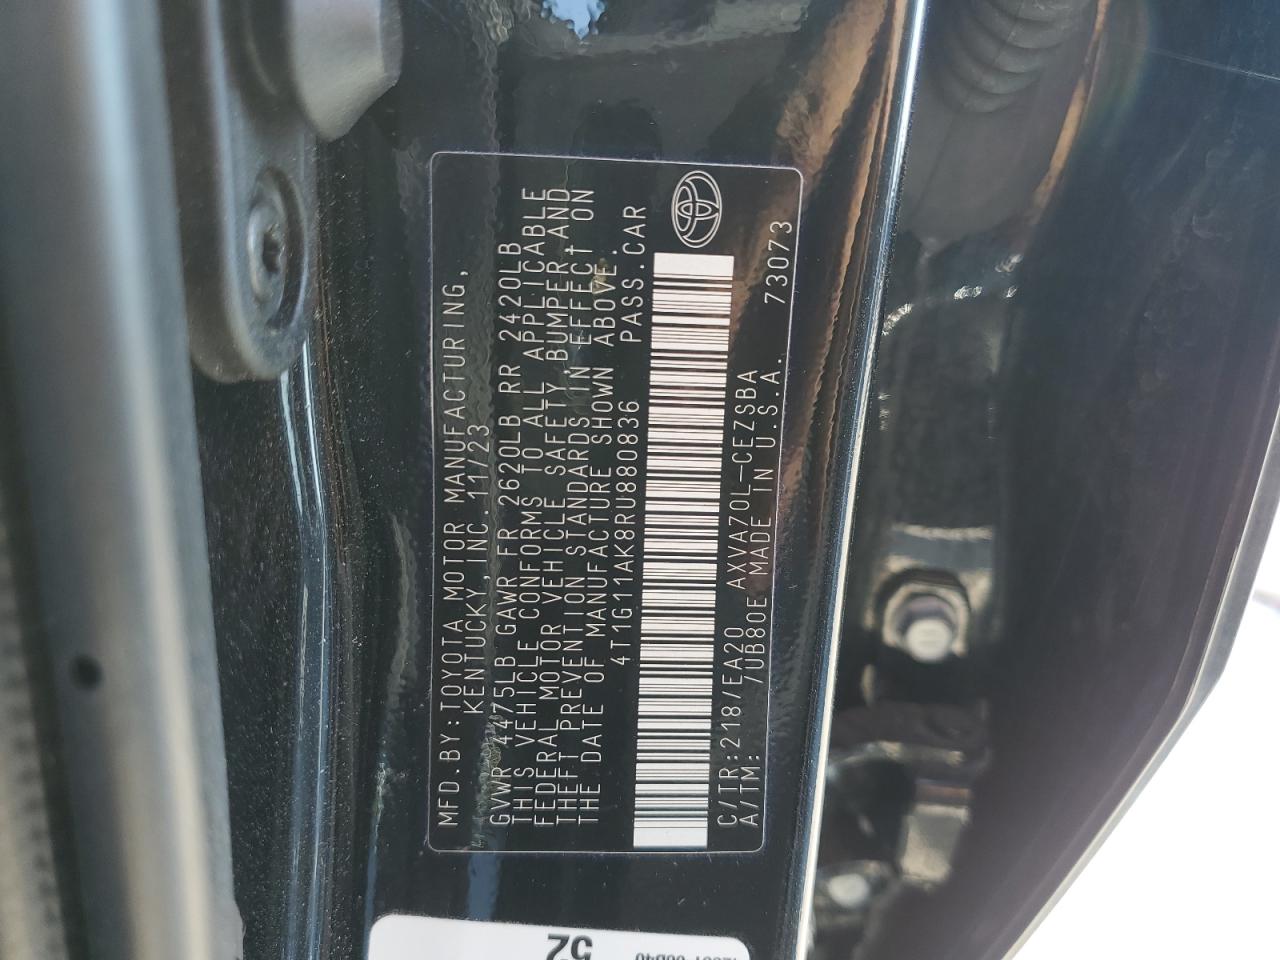 MFD.BY:TOYOTA MOTOR MANUFACTURING,
KENTUCKY,INC.11/23
GVWR 4475LB GAWR FR 2620LB RR 2420LB
THIS VEHICLE CONFORMS TO ALL APPLICABLE
FEDERAL MOTOR VEHICLE SAFETY,BUMPER,AND
THEFT PREVENTION STANDARDS IN EFFECT ON
THE DATE OF MANUFACTURE SHOWN ABOVE.
4T1G11AK8RU880836 PASS.CAR
C/TR:218/EA20 AXVA70L-CEZSBA
A/TM: /UB80E MADE IN U.S.A. 73073
52